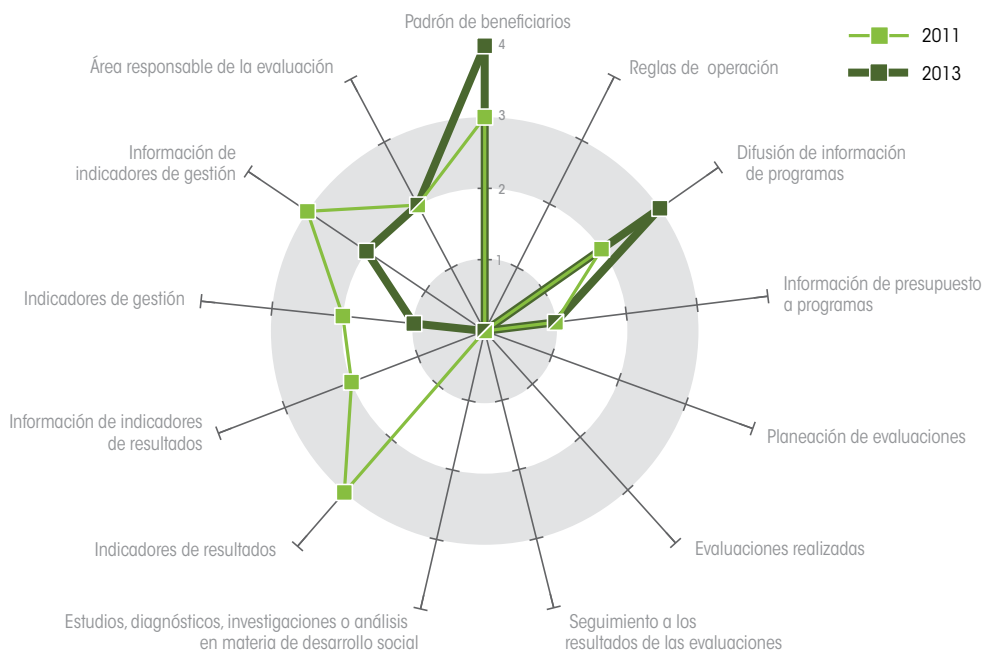 Padrón de beneficiarios
4
3
2
1
2011
2013
Reglas de operación
Difusión de información
de programas
Información de presupuesto
a programas
Planeación de evaluaciones
Evaluaciones realizadas
Seguimiento a los
resultados de las evaluaciones
Estudios, diagnósticos, investigaciones o análisis
en materia de desarrollo social
Indicadores de resultados
Información de indicadores
de resultados
Indicadores de gestión
Información de
indicadores de gestión
Área responsable de la evaluación